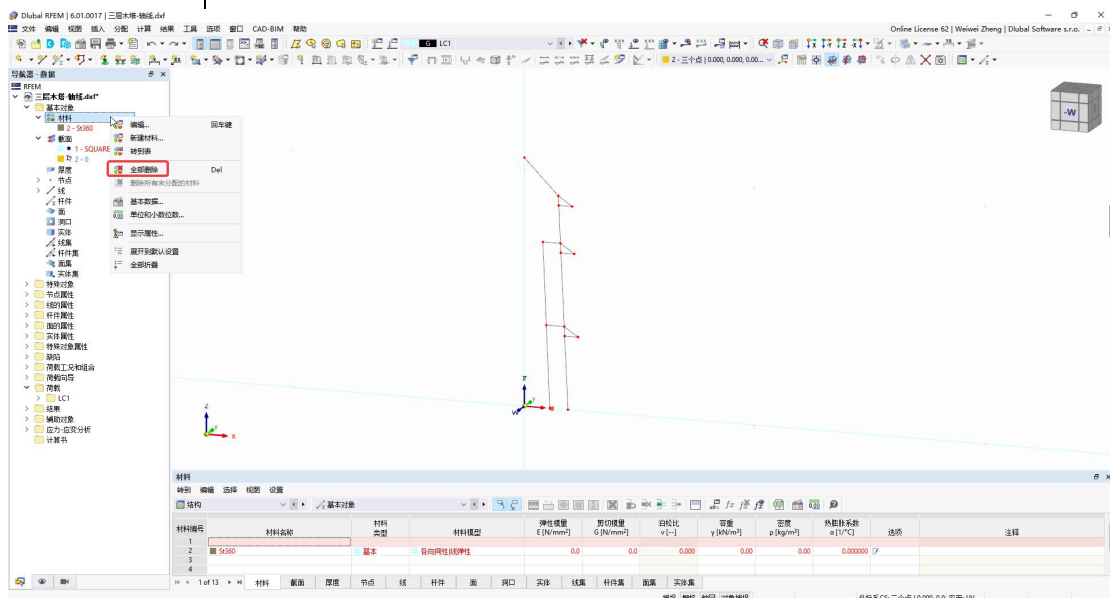 Dlubal RFEM | 6.01.0017 | 三层木塔-轴线.dxf
文件 编辑 视图 插入 分配 计算 结果 工具 选项 窗口 CAD-BIM 帮助
Online License 62 | Weiwei Zheng | Dlubal Software s.r.o.
G LC1
2 - 三个点 | 0.000, 0.000, 0.00...
导航器 - 数据
RFEM
三层木塔-轴线.dxf*
基本对象
材料
2 - St360
截面
1 - SQUARE
2 - 0
厚度
节点
线
杆件
面
洞口
实体
线集
杆件集
面集
实体集
特殊对象
节点属性
线的属性
杆件属性
面的属性
实体属性
特殊对象属性
缺陷
荷载工况和组合
荷载向导
荷载
LC1
结果
辅助对象
应力-应变分析
计算书
编辑... 回车键
新建材料...
转到表
全部删除 Del
删除所有未分配的材料
基本数据...
单位和小数位数...
显示属性...
展开到默认设置
全部折叠
-W
Z
Y
X
Z
Y
W
材料
转到 编辑 选择 视图 设置
结构 基本对象
材料编号 材料名称 材料类型 材料模型 弹性模量 E [N/mm²] 剪切模量 G [N/mm²] 泊松比 ν [--] 容重 γ [kN/m³] 密度 ρ [kg/m³] 热膨胀系数 α [1/°C] 选项 注释
1
2 St360 基本 各向同性|线弹性 0.0 0.0 0.000 0.00 0.00 0.000000
3
4
1 of 13 材料 截面 厚度 节点 线 杆件 面 洞口 实体 线集 杆件集 面集 实体集